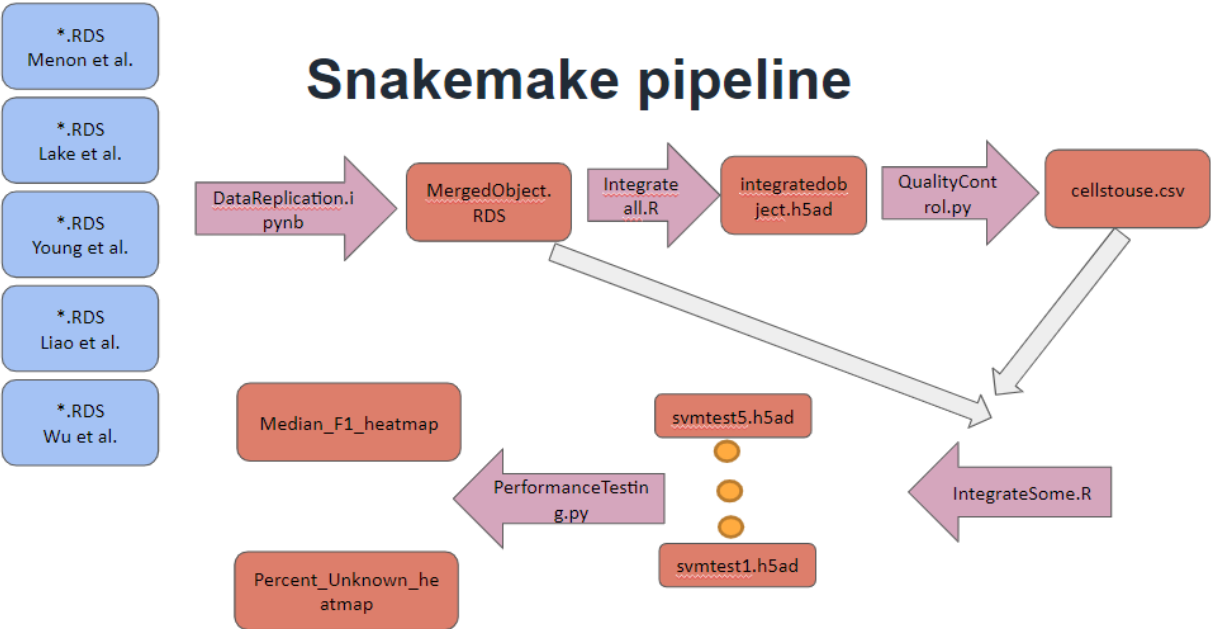 Snakemake pipeline
*.RDS
Menon et al.
*.RDS
Lake et al.
*.RDS
Young et al.
*.RDS
Liao et al.
*.RDS
Wu et al.
DataReplication.i
pynb
MergedObject.
RDS
Integrate
all.R
integratedob
ject.h5ad
QualityCont
rol.py
cellstouse.csv
IntegrateSome.R
svmtest5.h5ad
svmtest1.h5ad
PerformanceTestin
g.py
Median_F1_heatmap
Percent_Unknown_he
atmap